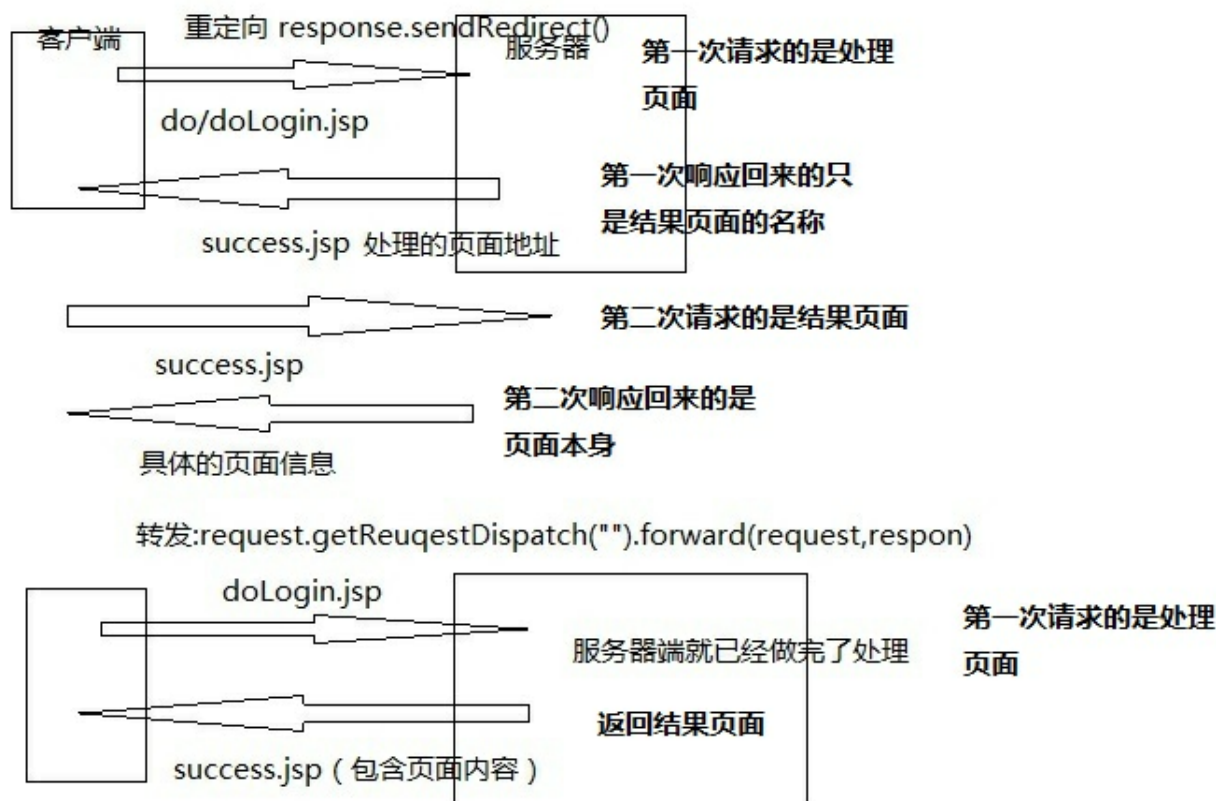 重定向 response.sendRedirect()
客户端
服务器
第一次请求的是处理
页面
do/doLogin.jsp
第一次响应回来的只
是结果页面的名称
success.jsp 处理的页面地址
第二次请求的是结果页面
success.jsp
第二次响应回来的是
页面本身
具体的页面信息
转发:request.getReuqestDispatch("").forward(request,respon)
doLogin.jsp
第一次请求的是处理
页面
服务器端就已经做完了处理
返回结果页面
success.jsp（包含页面内容）